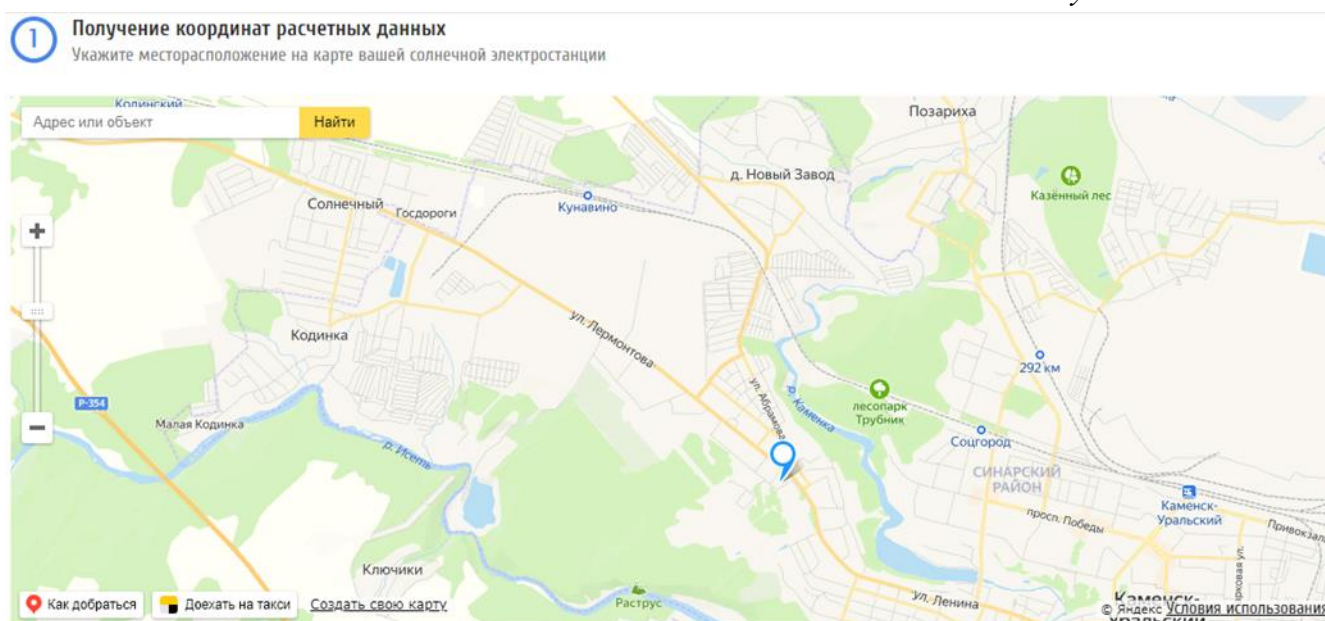 1
Получение координат расчетных данных
Укажите месторасположение на карте вашей солнечной электростанции
Адрес или объект
Найти
Позариха
д. Новый Завод
Казённый лес
Солнечный
Госдороги
Кунавино
ул. Лермонтова
Кодинка
292 км
Р-354
Малая Кодинка
ул. Абрамова
р. Каменка
лесопарк
Трубник
Соцгород
р. Исеть
СИНАРСКИЙ
РАЙОН
Каменск-
Уральский
просп. Победы
Ключики
Раструс
ул. Ленина
Как добраться
Доехать на такси
Создать свою карту
Каменск-
Уральский
© Яндекс Условия использования